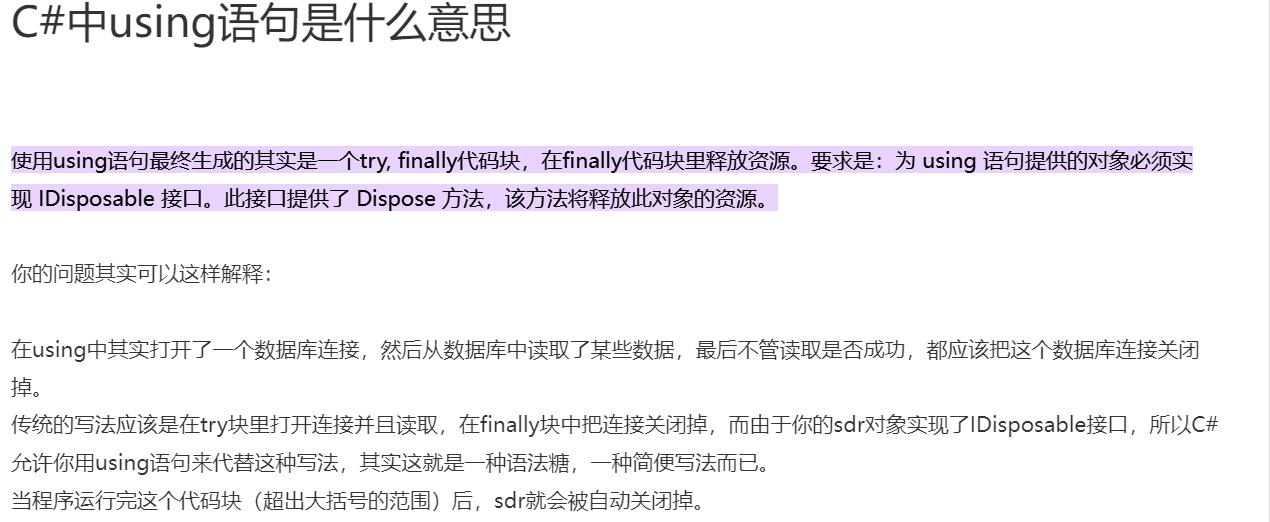 C#中using语句是什么意思
使用using语句最终生成的其实是一个try, finally代码块，在finally代码块里释放资源。要求是：为 using 语句提供的对象必须实
现 IDisposable 接口。此接口提供了 Dispose 方法，该方法将释放此对象的资源。
你的问题其实可以这样解释：
在using中其实打开了一个数据库连接，然后从数据库中读取了某些数据，最后不管读取是否成功，都应该把这个数据库连接关闭
掉。
传统的写法应该是在try块里打开连接并且读取，在finally块中把连接关闭掉，而由于你的sdr对象实现了IDisposable接口，所以C#
允许你用using语句来代替这种写法，其实这就是一种语法糖，一种简便写法而已。
当程序运行完这个代码块（超出大括号的范围）后，sdr就会被自动关闭掉。